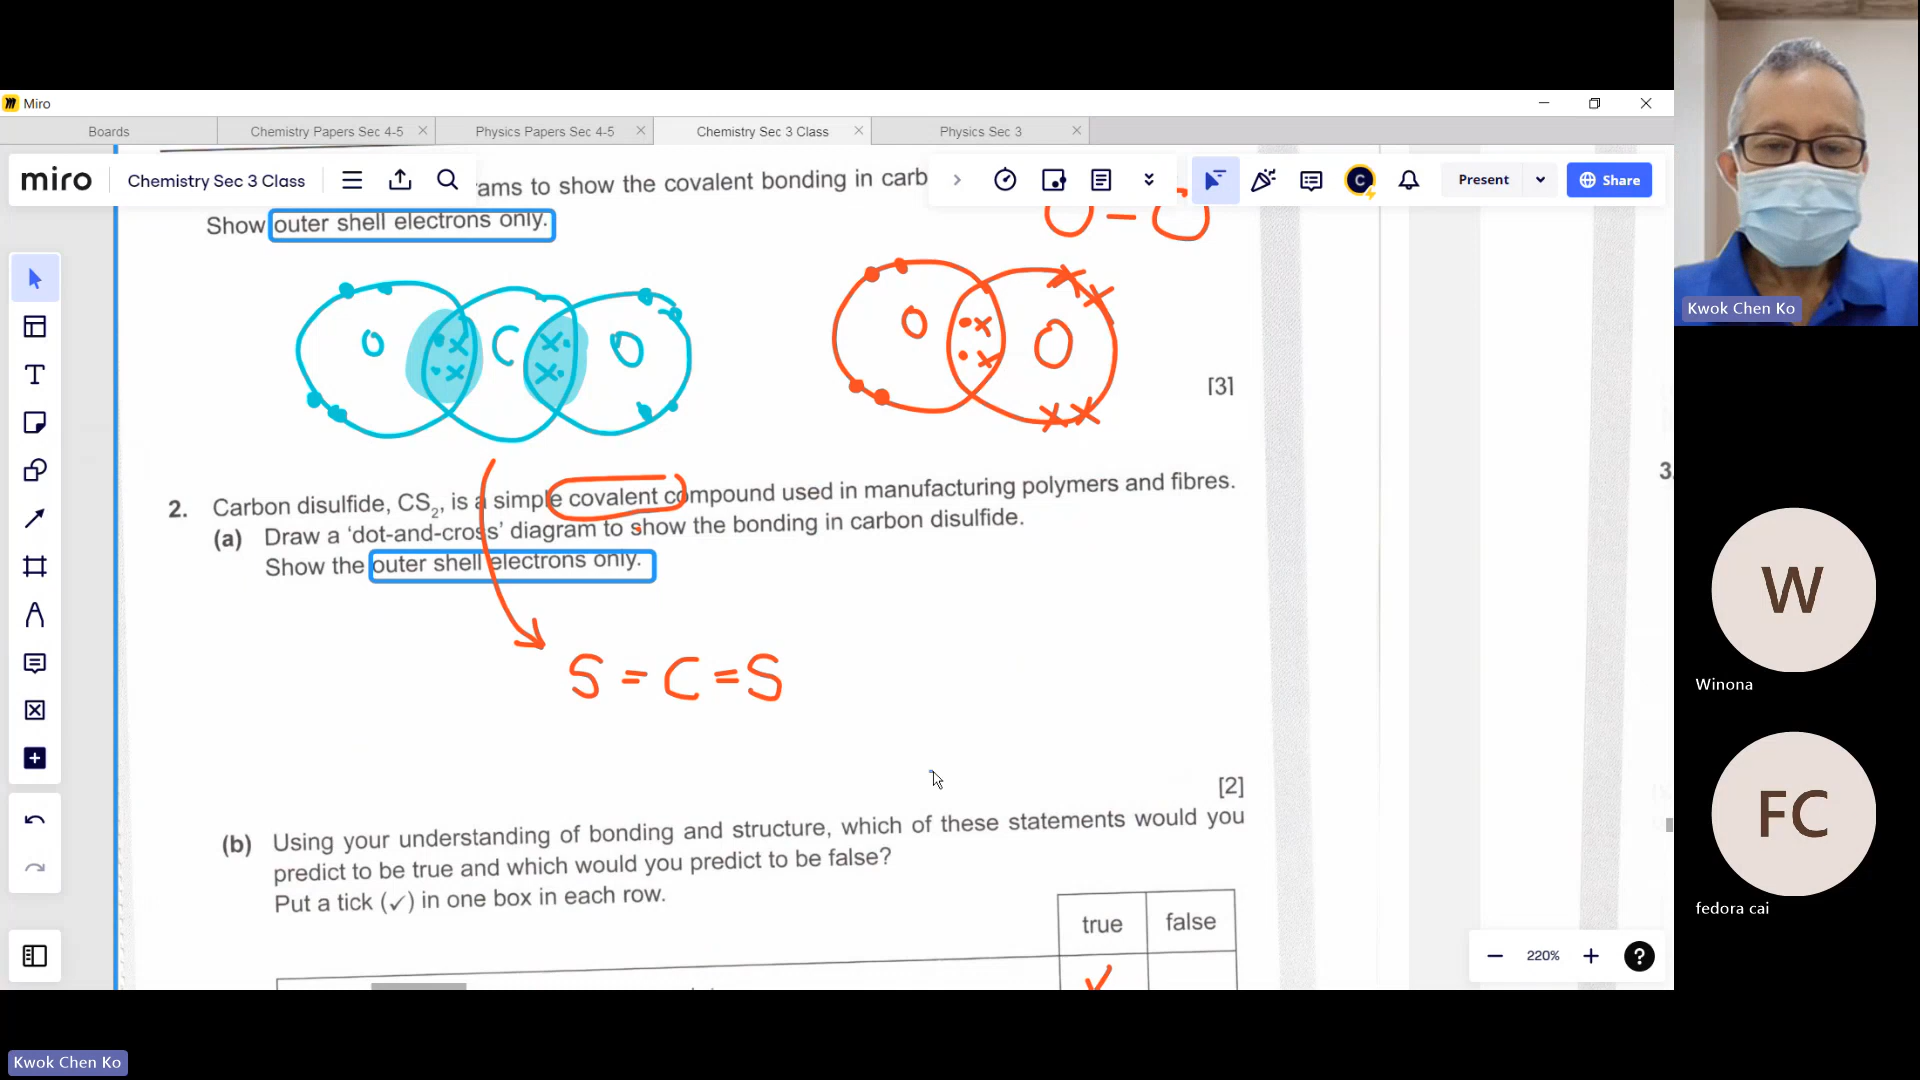 Miro
Boards
Chemistry Papers Sec 4-5
Physics Papers Sec 4-5
Chemistry Sec 3 Class
Physics Sec 3
miro
Chemistry Sec 3 Class
Present
Share
Kwok Chen Ko
to show the covalent bonding in
Show outer shell electrons only.
O C O
O O
[3]
2. Carbon disulfide, CS2, is a simple covalent compound used in manufacturing polymers and fibres.
(a) Draw a ‘dot-and-cross’ diagram to show the bonding in carbon disulfide.
Show the outer shell electrons only.
S = C = S
[2]
(b) Using your understanding of bonding and structure, which of these statements would you
predict to be true and which would you predict to be false?
Put a tick (✓) in one box in each row.
true false
✓
3.
220%
W
Winona
FC
fedora cai
Kwok Chen Ko